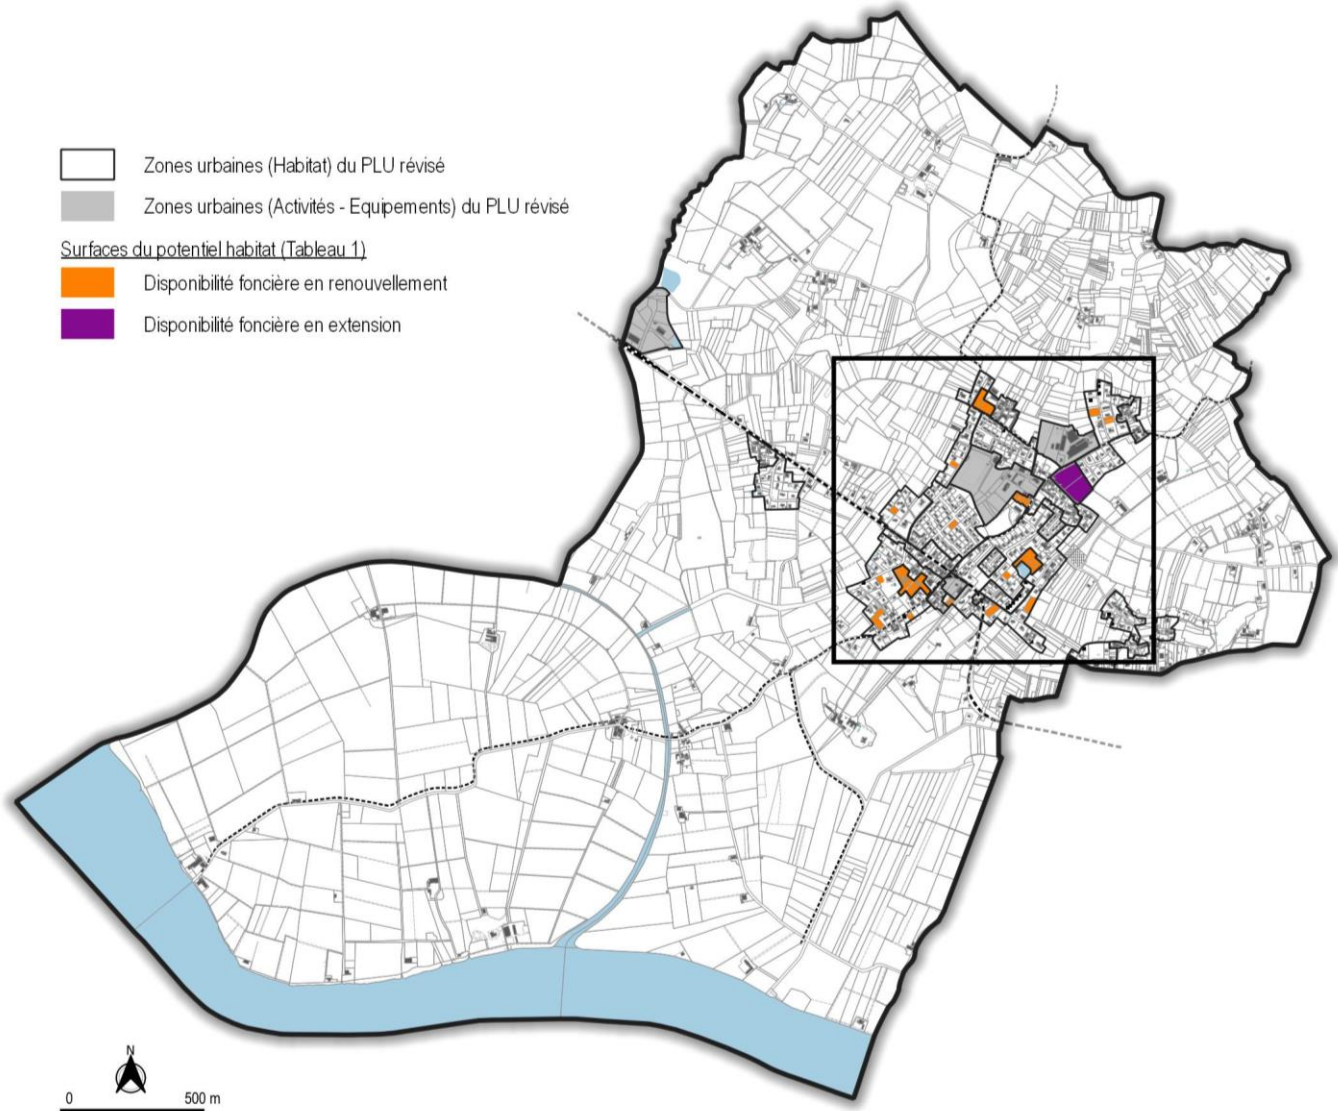 Zones urbaines (Habitat) du PLU révisé
Zones urbaines (Activités - Equipements) du PLU révisé
Surfaces du potentiel habitat (Tableau 1)
Disponibilité foncière en renouvellement
Disponibilité foncière en extension
N
0 500 m